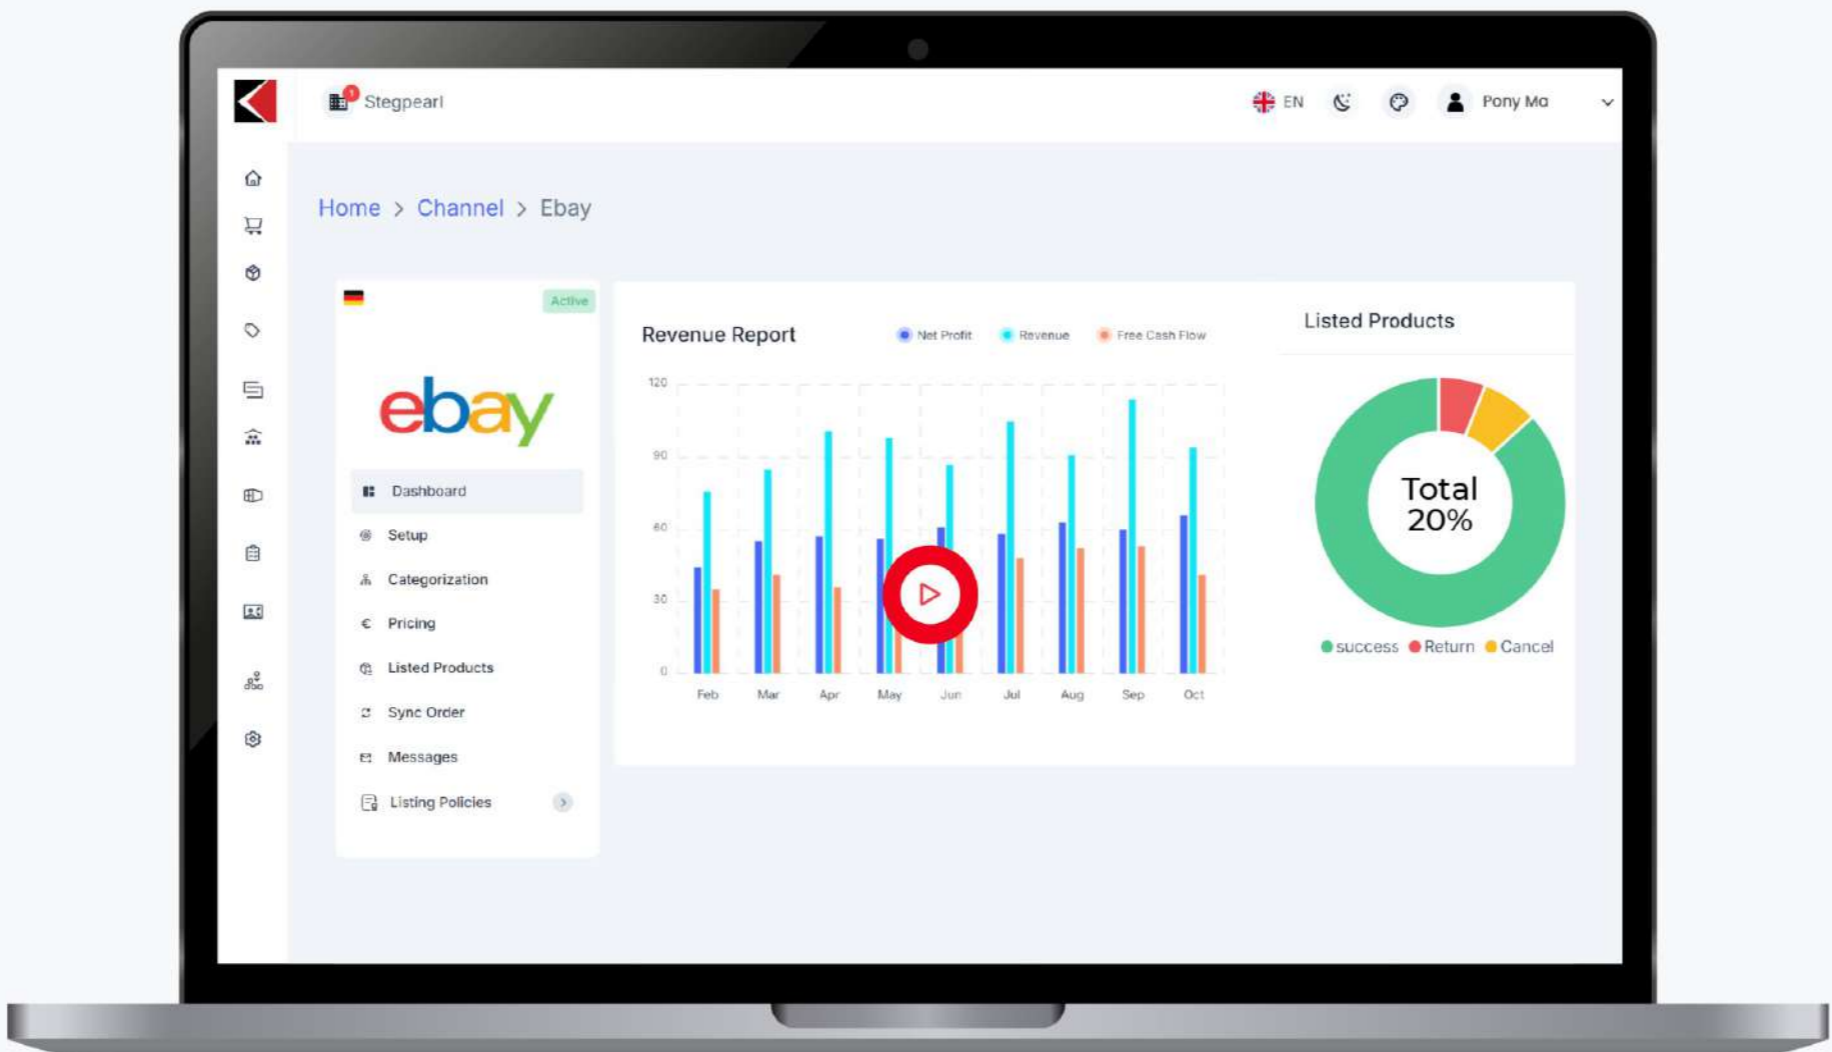 1
Stegpearl
EN
Pony Ma
Home > Channel > Ebay
Active
ebay
Dashboard
Setup
Categorization
€ Pricing
Listed Products
Sync Order
Messages
Listing Policies
Revenue Report
Net Profit
Revenue
Free Cash Flow
120
90
60
30
0
Feb Mar Apr May Jun Jul Aug Sep Oct
Listed Products
Total
20%
success Return Cancel